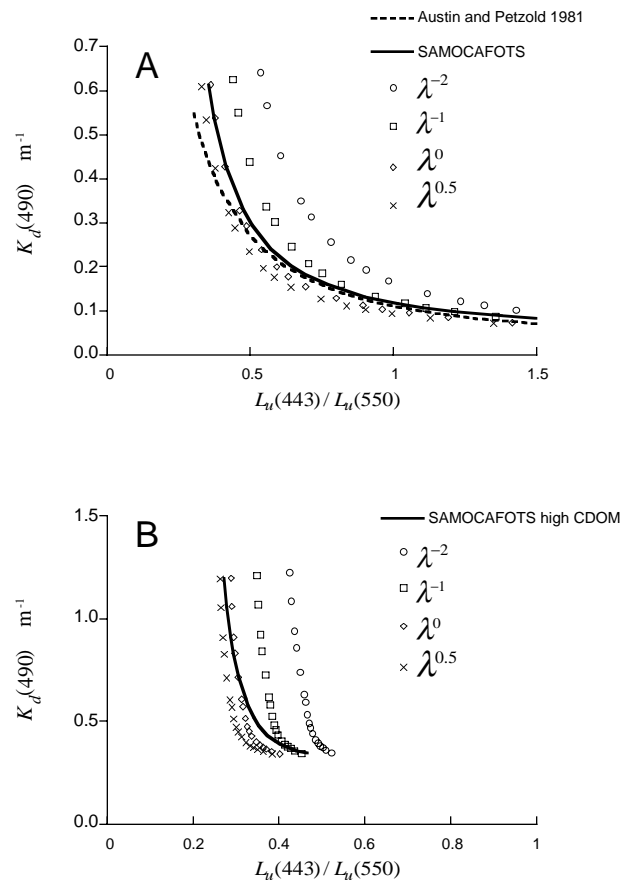 Austin and Petzold 1981
SAMOCAFOTS
λ⁻²
λ⁻¹
λ⁰
λ^0.5
A
K_d(490) m⁻¹
0.7
0.6
0.5
0.4
0.3
0.2
0.1
0.0
0 0.5 1 1.5
L_u(443) / L_u(550)
SAMOCAFOTS high CDOM
λ⁻²
λ⁻¹
λ⁰
λ^0.5
B
K_d(490) m⁻¹
1.5
1.0
0.5
0.0
0 0.2 0.4 0.6 0.8 1
L_u(443) / L_u(550)